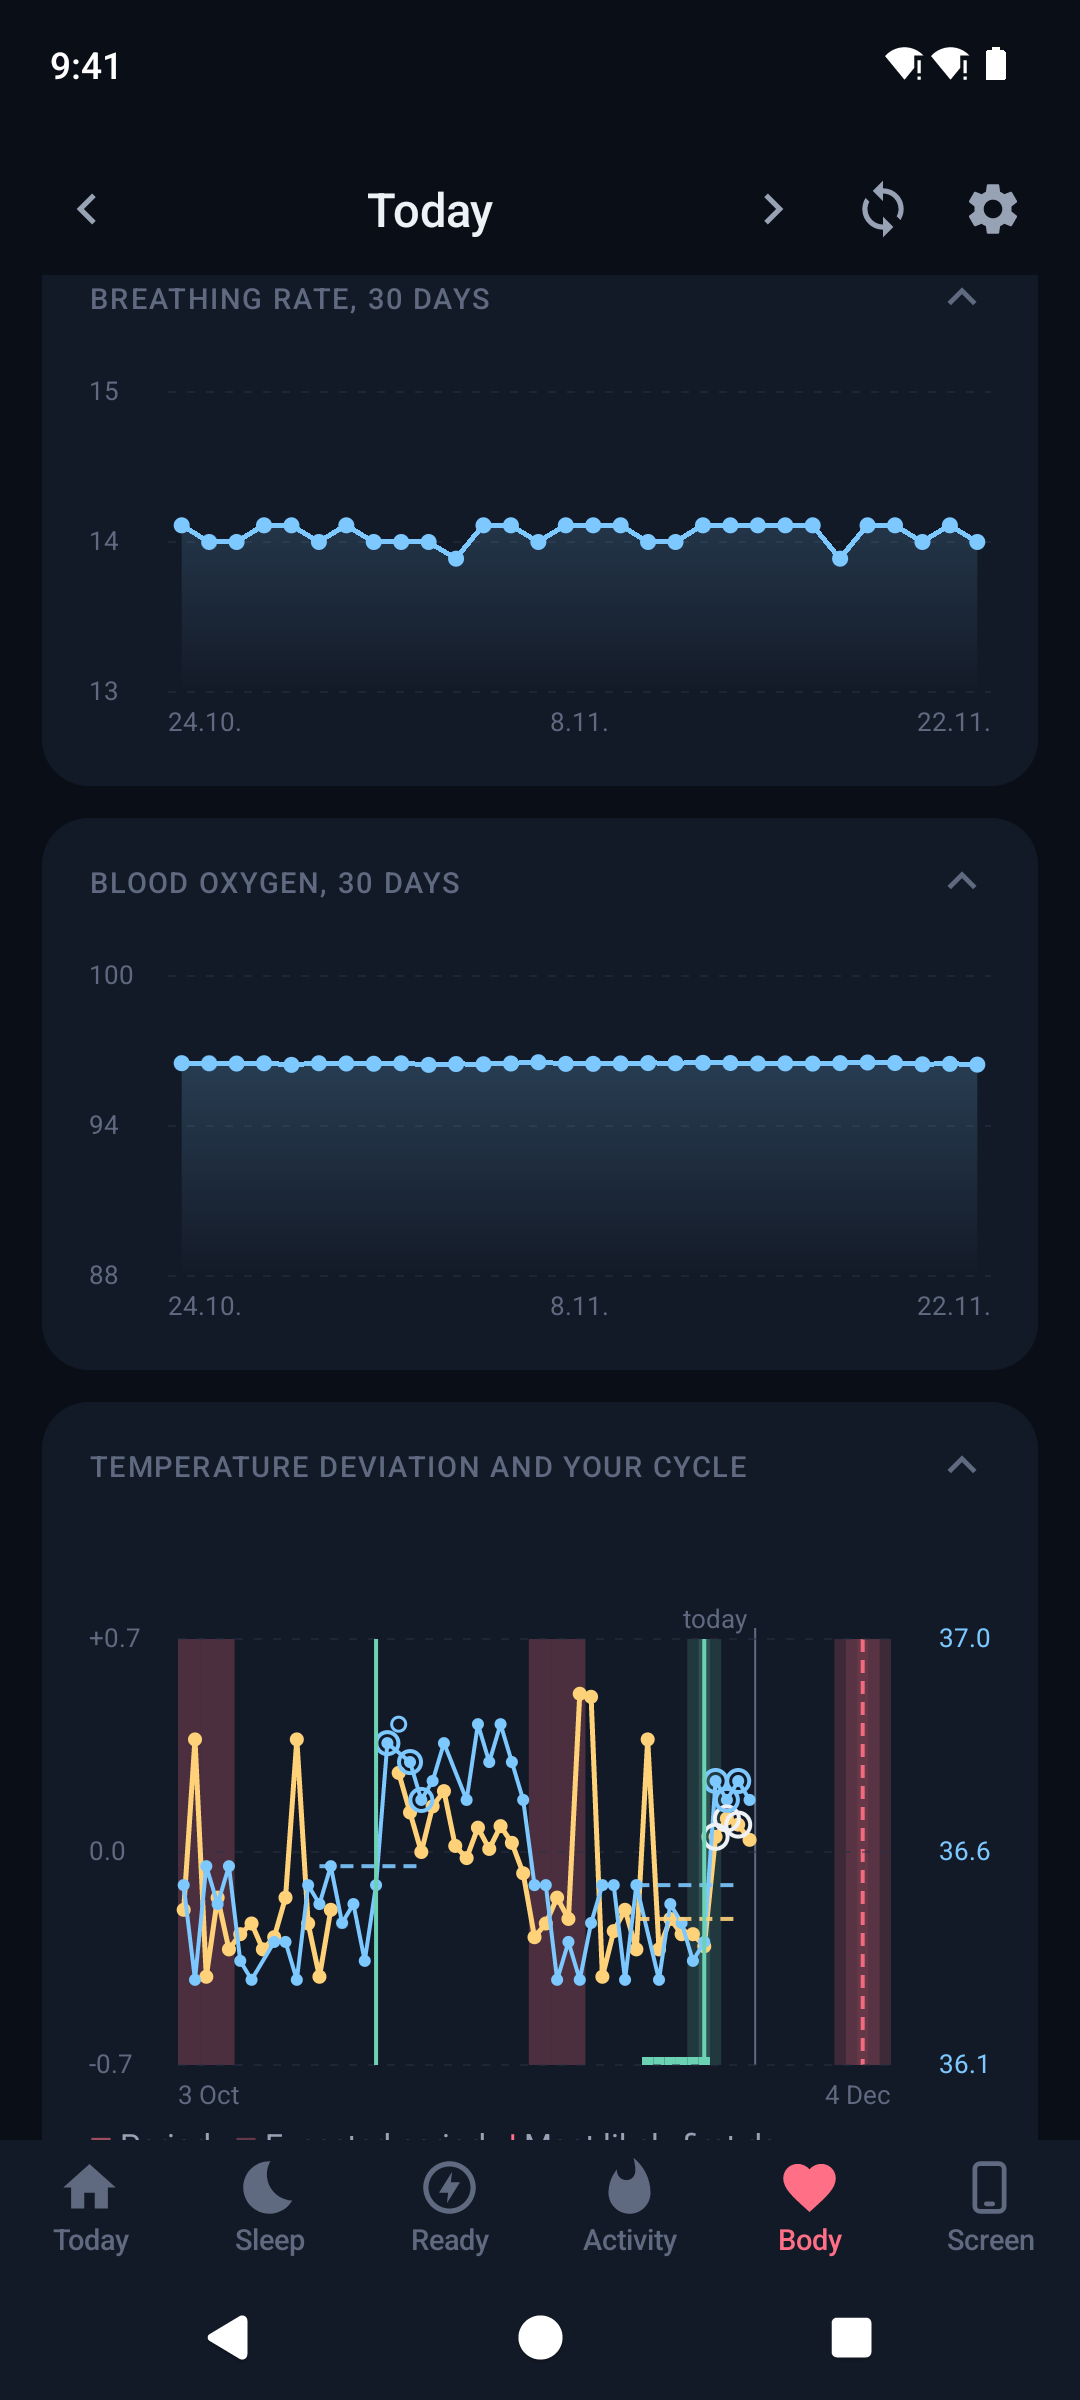 9:41
Today
BREATHING RATE, 30 DAYS
15
14
13
24.10. 8.11. 22.11.
BLOOD OXYGEN, 30 DAYS
100
94
88
24.10. 8.11. 22.11.
TEMPERATURE DEVIATION AND YOUR CYCLE
today
+0.7 37.0
0.0 36.6
-0.7 36.1
3 Oct 4 Dec
Today Sleep Ready Activity Body Screen